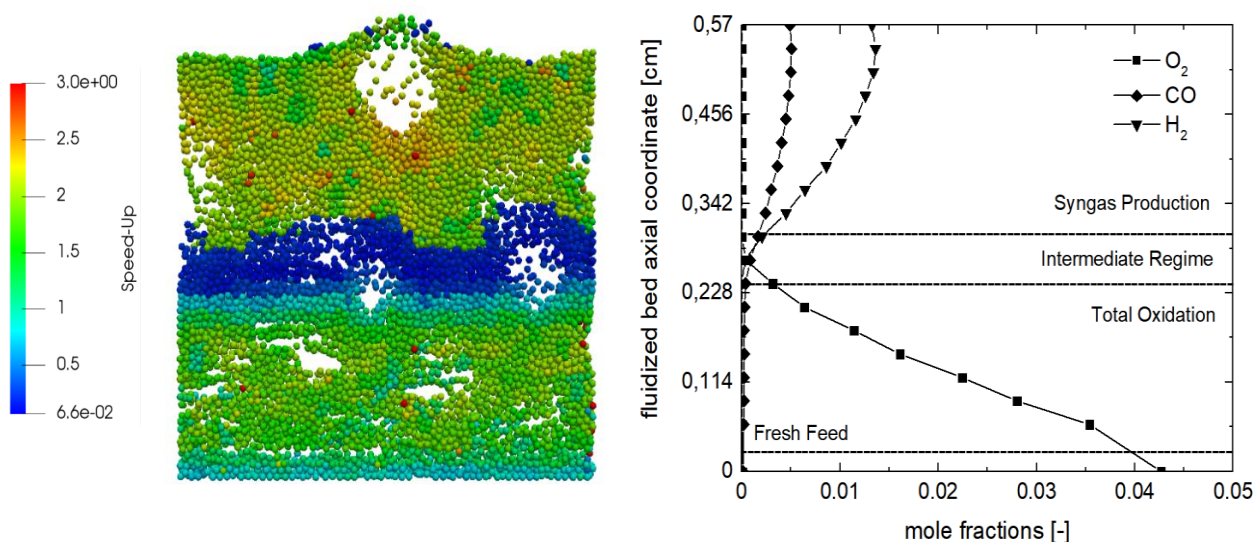 3.0e+00
2.5
2
1.5
1
0.5
6.6e-02
Speed-Up
fluidized bed axial coordinate [cm]
0,57
0,456
0,342
0,228
0,114
0
O₂
CO
H₂
Syngas Production
Intermediate Regime
Total Oxidation
Fresh Feed
0 0.01 0.02 0.03 0.04 0.05
mole fractions [-]